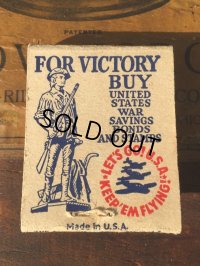 PATENTED
FOR VICTORY
BUY
UNITED
STATES
WAR
SAVINGS
BONDS
AND STAMPS
SOLD OUT
LET'S GO! U.S.A.
KEEP 'EM FLYING!
Made in U.S.A.